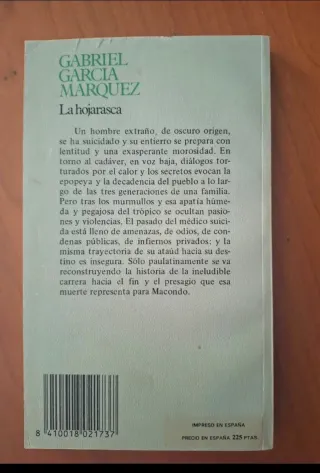 GABRIEL
GARCIA
MARQUEZ
La hojarasca
Un hombre extraño, de oscuro origen,
se ha suicidado y su entierro se prepara con
lentitud y una exasperante morosidad. En
torno al cadáver, en voz baja, diálogos tor-
turados por el calor y los secretos evocan la
epopeya y la decadencia del pueblo a lo lar-
go de las tres generaciones de una familia.
Pero tras los murmullos y esa apatía húme-
da y pegajosa del trópico se ocultan pasio-
nes y violencias. El pasado del médico suici-
da está lleno de amenazas, de odios, de con-
denas públicas, de infiernos privados: y la
misma trayectoria de su ataúd hacia su des-
tino es insegura. Sólo paulatinamente se va
reconstruyendo la historia de la ineludible
carrera hacia el fin y el presagio que esa
muerte representa para Macondo.
8 410018 021737
IMPRESO EN ESPAÑA
PRECIO EN ESPAÑA 225 PTAS.